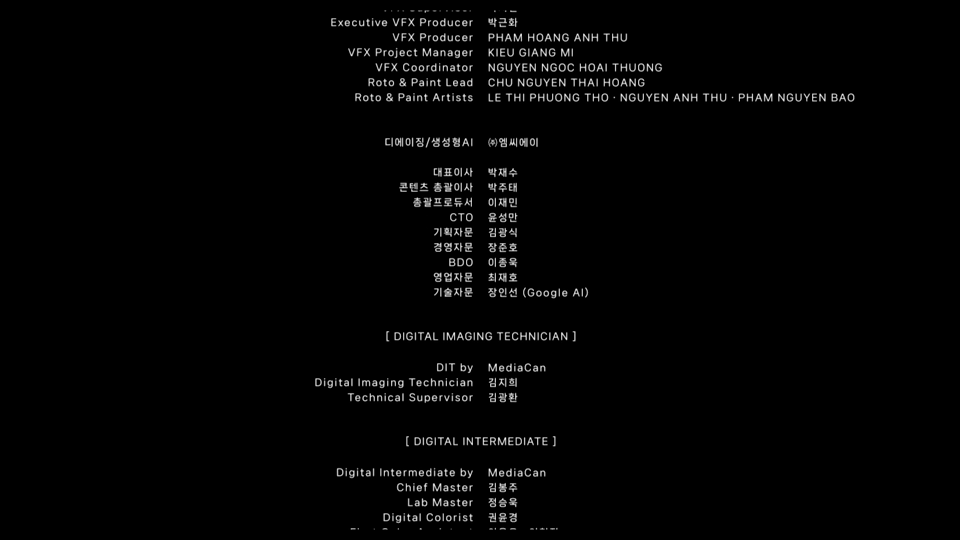 Executive VFX Producer 박근화
VFX Producer PHAM HOANG ANH THU
VFX Project Manager KIEU GIANG MI
VFX Coordinator NGUYEN NGOC HOAI THUONG
Roto & Paint Lead CHU NGUYEN THAI HOANG
Roto & Paint Artists LE THI PHUONG THO · NGUYEN ANH THU · PHAM NGUYEN BAO
디에이징/생성형AI ㈜엠씨에이
대표이사 박재수
콘텐츠 총괄이사 박주태
총괄프로듀서 이재민
CTO 윤성만
기획자문 김광식
경영자문 장준호
BDO 이종욱
영업자문 최재호
기술자문 장인선 (Google AI)
[ DIGITAL IMAGING TECHNICIAN ]
DIT by MediaCan
Digital Imaging Technician 김지희
Technical Supervisor 김광환
[ DIGITAL INTERMEDIATE ]
Digital Intermediate by MediaCan
Chief Master 김봉주
Lab Master 정승욱
Digital Colorist 권윤경